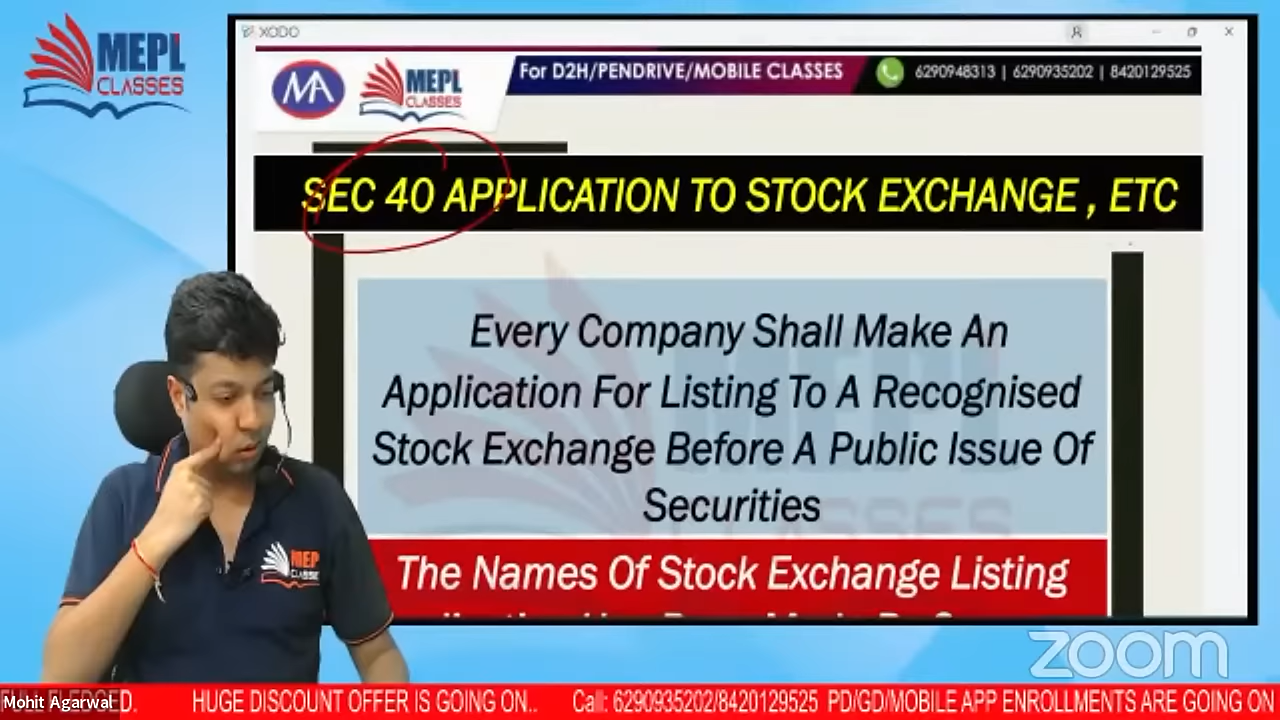 MEPL
CLASSES
XODO
MA
MEPL
CLASSES
For D2H/PENDRIVE/MOBILE CLASSES
6290948313 | 6290935202 | 8420129525
SEC 40 APPLICATION TO STOCK EXCHANGE , ETC
Every Company Shall Make An
Application For Listing To A Recognised
Stock Exchange Before A Public Issue Of
Securities
The Names Of Stock Exchange Listing
MEPL
CLASSES
zoom
Mohit Agarwal
FULL FLEDGED. HUGE DISCOUNT OFFER IS GOING ON.. Call: 6290935202/8420129525 PD/GD/MOBILE APP ENROLLMENTS ARE GOING ON